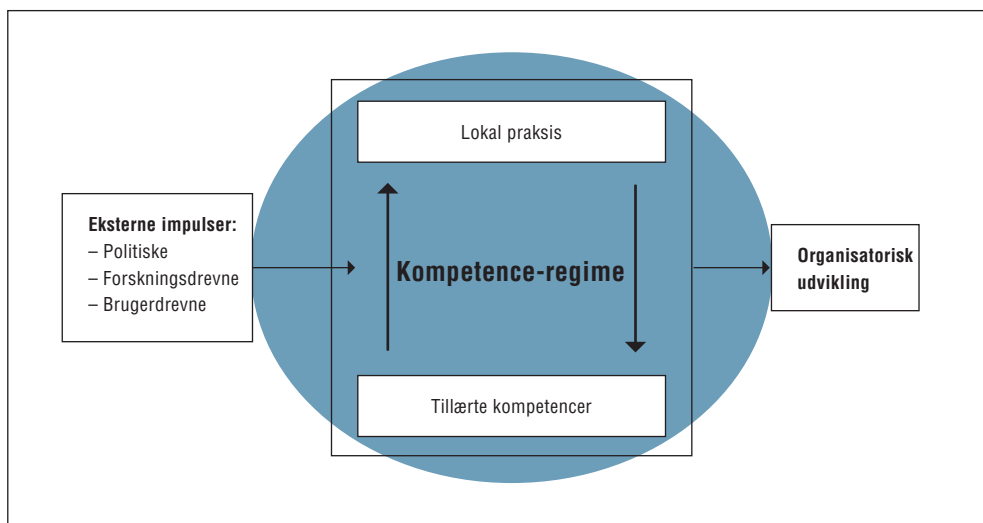 Lokal praksis
Eksterne impulser:
– Politiske
– Forskningsdrevne
– Brugerdrevne
Kompetence-regime
Organisatorisk
udvikling
Tillærte kompetencer